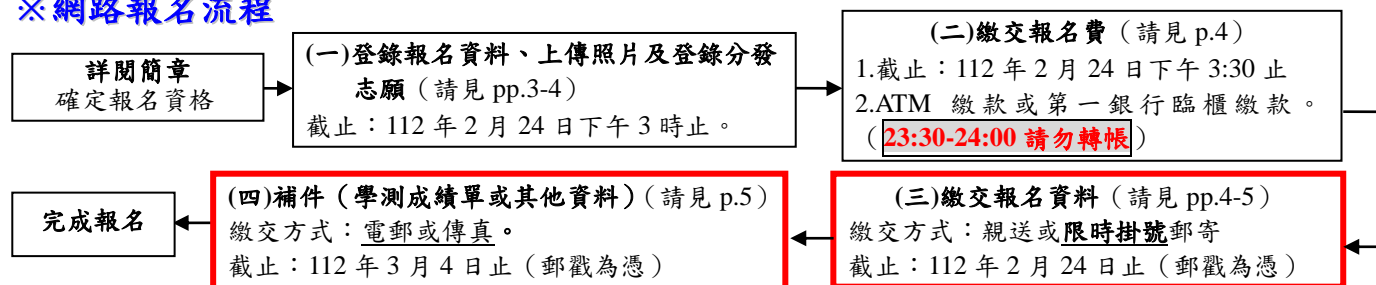 ※網路報名流程
詳閱簡章
確定報名資格
(一)登錄報名資料、上傳照片及登錄分發
志願（請見 pp.3-4）
截止：112 年 2 月 24 日下午 3 時止。
(二)繳交報名費（請見 p.4）
1.截止：112 年 2 月 24 日下午 3:30 止
2.ATM 繳款或第一銀行臨櫃繳款。
（23:30-24:00 請勿轉帳）
(三)繳交報名資料（請見 pp.4-5）
繳交方式：親送或限時掛號郵寄
截止：112 年 2 月 24 日止（郵戳為憑）
(四)補件（學測成績單或其他資料）（請見 p.5）
繳交方式：電郵或傳真。
截止：112 年 3 月 4 日止（郵戳為憑）
完成報名